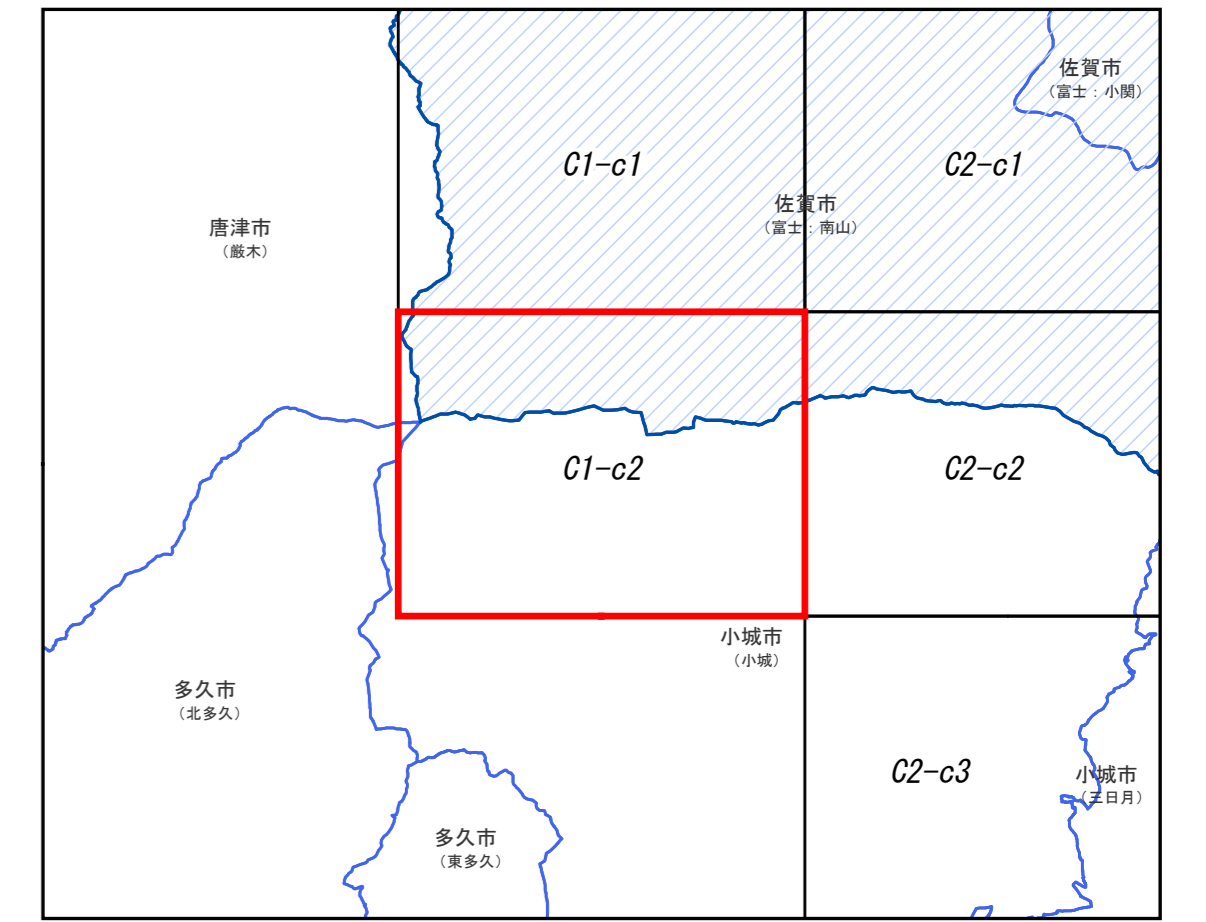 佐賀市
（富士：小関）
C1-c1
C2-c1
佐賀市
（富士：南山）
唐津市
（厳木）
C1-c2
C2-c2
小城市
（小城）
多久市
（北多久）
C2-c3
小城市
（三日月）
多久市
（東多久）